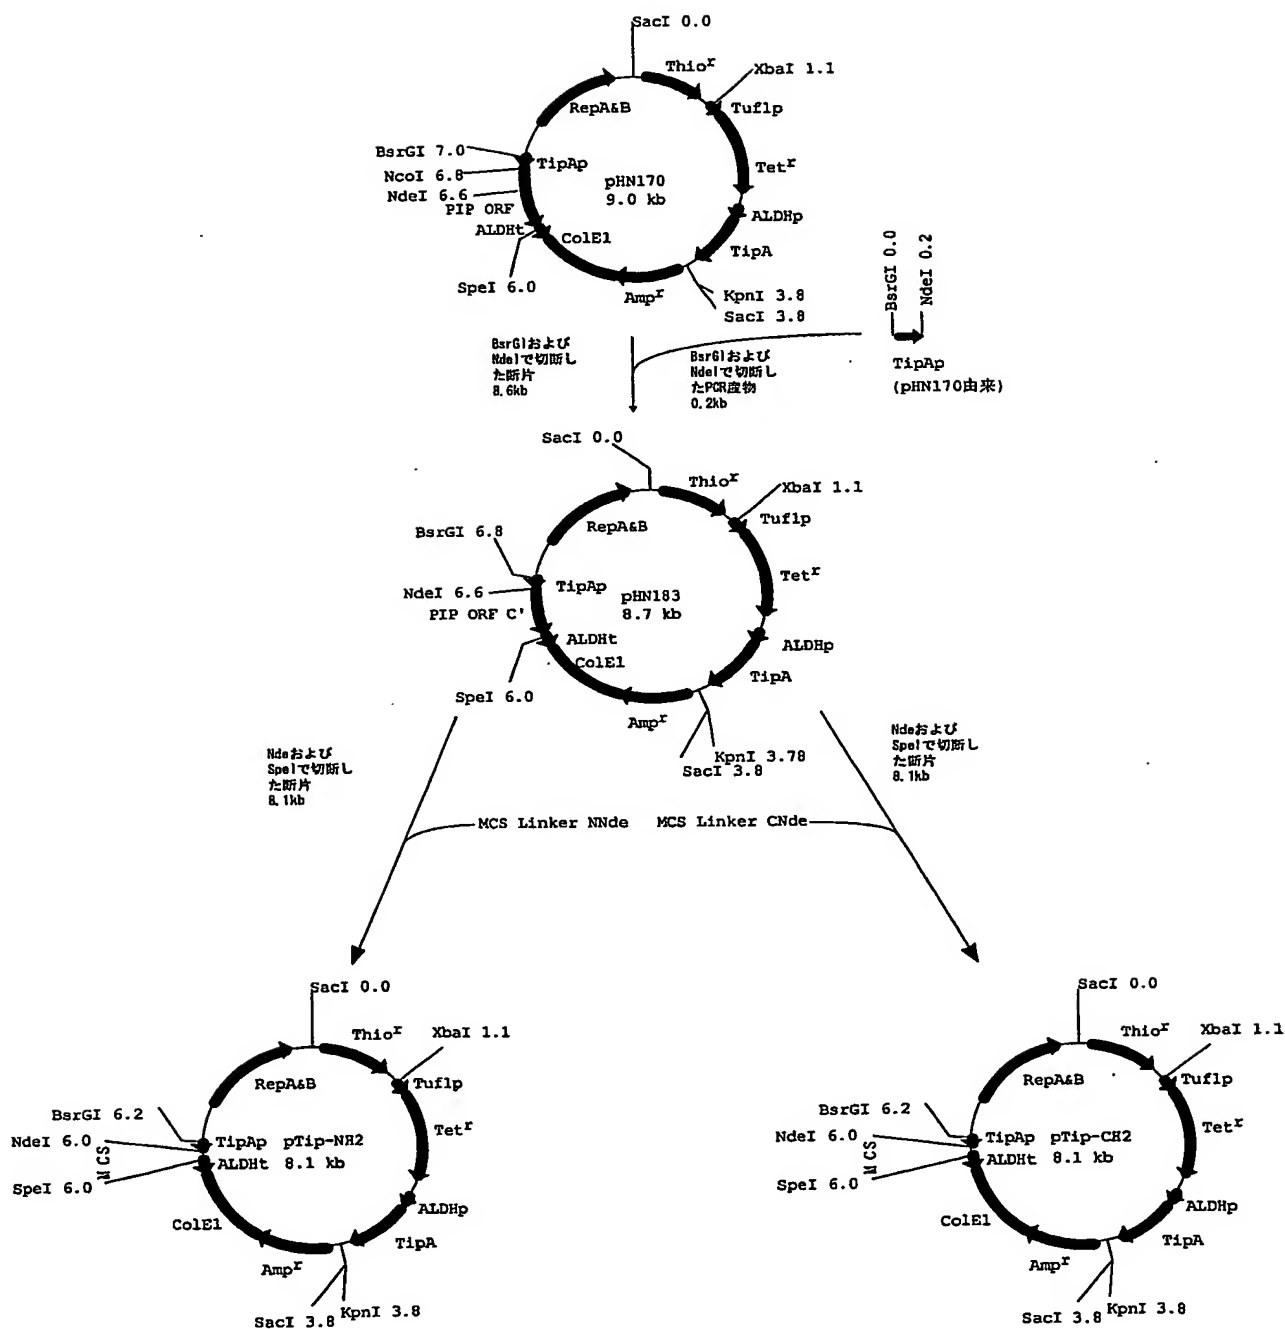 SacI 0.0
Thioʳ
XbaI 1.1
Tuf1p
RepA&B
BsrGI 7.0
TipAp
NcoI 6.8
pHN170
9.0 kb
Tetʳ
NdeI 6.6
PIP ORF
ALDHp
ALDHt
ColE1
TipA
SpeI 6.0
Ampʳ
KpnI 3.8
SacI 3.8
BsrGI 0.0
NdeI 0.2
TipAp
(pHN170由来)
BsrGIおよび
NdeIで切断し
た断片
8.6kb
BsrGIおよび
NdeIで切断し
たPCR産物
0.2kb
SacI 0.0
Thioʳ
XbaI 1.1
Tuf1p
RepA&B
BsrGI 6.8
Tetʳ
TipAp
NdeI 6.6
pHN183
8.7 kb
PIP ORF C'
ALDHt
ALDHp
ColE1
TipA
SpeI 6.0
Ampʳ
KpnI 3.78
SacI 3.8
Ndeおよび
SpeIで切断し
た断片
8.1kb
Ndeおよび
SpeIで切断し
た断片
8.1kb
MCS Linker NNde
MCS Linker CNde
SacI 0.0
Thioʳ
XbaI 1.1
Tuf1p
RepA&B
BsrGI 6.2
Tetʳ
NdeI 6.0
TipAp
pTip-NH2
8.1 kb
MCS
ALDHt
SpeI 6.0
ALDHp
ColE1
TipA
Ampʳ
SacI 3.8
KpnI 3.8
SacI 0.0
Thioʳ
XbaI 1.1
Tuf1p
RepA&B
BsrGI 6.2
Tetʳ
NdeI 6.0
TipAp
pTip-CH2
8.1 kb
MCS
ALDHt
SpeI 6.0
ALDHp
ColE1
TipA
Ampʳ
SacI 3.8
KpnI 3.8